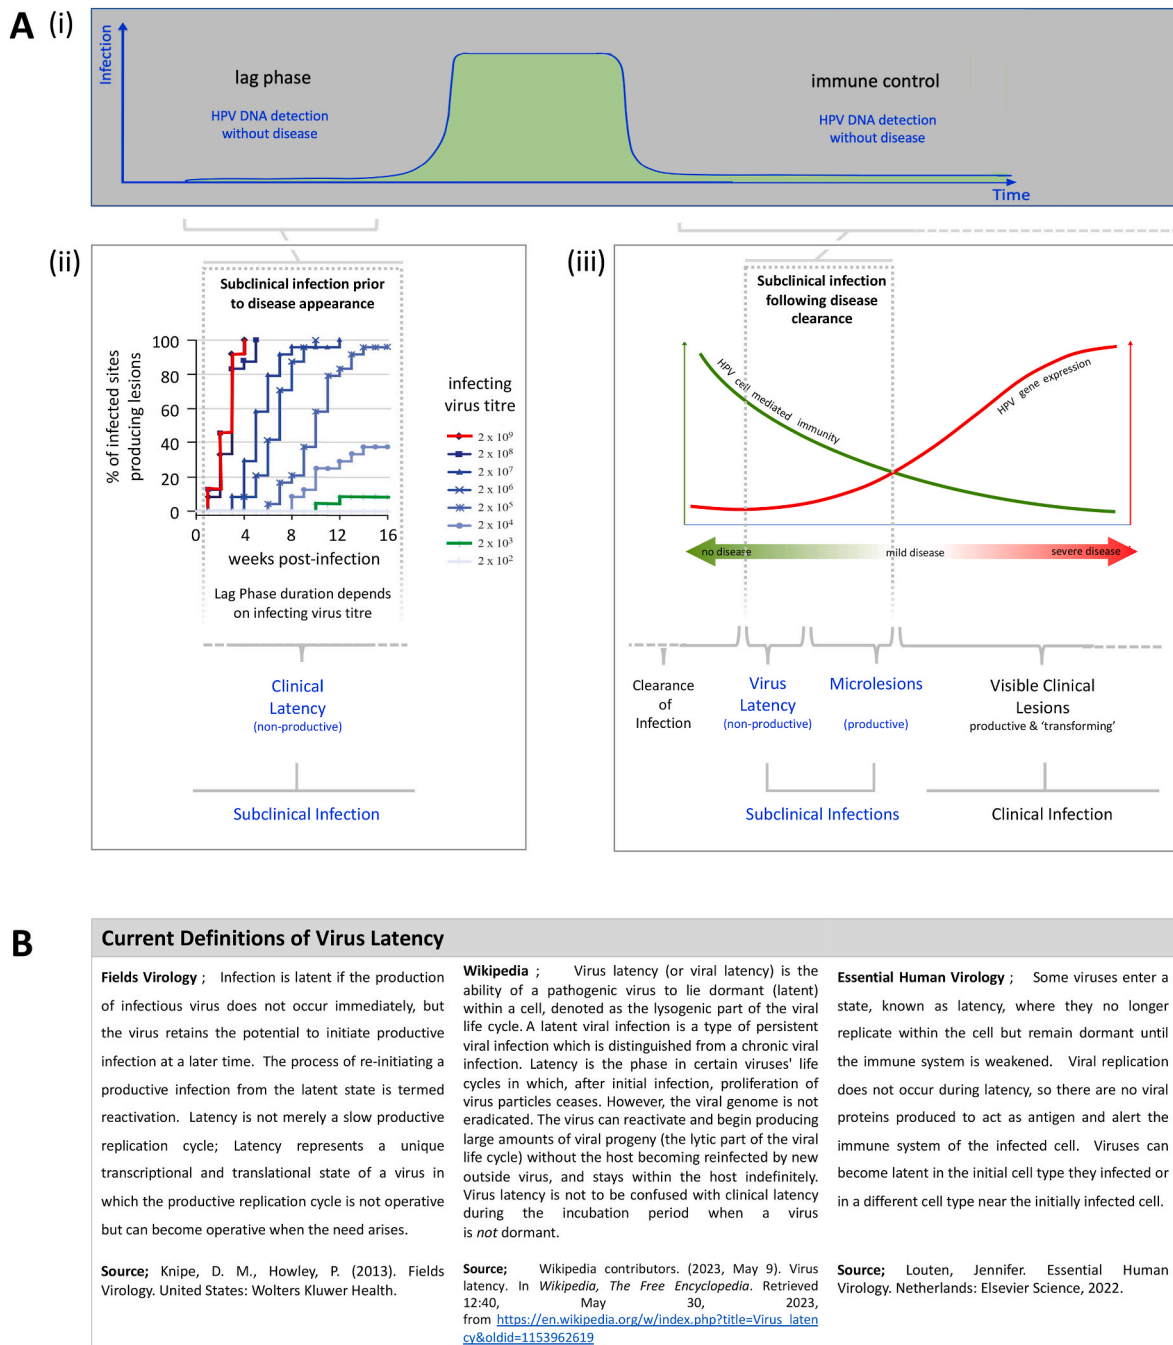 A (i)
Infection
lag phase
HPV DNA detection
without disease
immune control
HPV DNA detection
without disease
Time
(ii)
Subclinical infection prior
to disease appearance
% of infected sites
producing lesions
100
80
60
40
20
0
0 4 8 12 16
weeks post-infection
infecting
virus titre
2 x 10⁹
2 x 10⁸
2 x 10⁷
2 x 10⁶
2 x 10⁵
2 x 10⁴
2 x 10³
2 x 10²
Lag Phase duration depends
on infecting virus titre
Clinical
Latency
(non-productive)
Subclinical Infection
(iii)
Subclinical infection
following disease
clearance
HPV cell mediated immunity
HPV gene expression
no disease mild disease severe disease
Clearance
of
Infection
Virus
Latency
(non-productive)
Microlesions
(productive)
Visible Clinical
Lesions
productive & ‘transforming’
Subclinical Infections
Clinical Infection
B
Current Definitions of Virus Latency
Fields Virology ; Infection is latent if the production
of infectious virus does not occur immediately, but
the virus retains the potential to initiate productive
infection at a later time. The process of re-initiating a
productive infection from the latent state is termed
reactivation. Latency is not merely a slow productive
replication cycle; Latency represents a unique
transcriptional and translational state of a virus in
which the productive replication cycle is not operative
but can become operative when the need arises.
Source; Knipe, D. M., Howley, P. (2013). Fields
Virology. United States: Wolters Kluwer Health.
Wikipedia ; Virus latency (or viral latency) is the
ability of a pathogenic virus to lie dormant (latent)
within a cell, denoted as the lysogenic part of the viral
life cycle. A latent viral infection is a type of persistent
viral infection which is distinguished from a chronic viral
infection. Latency is the phase in certain viruses' life
cycles in which, after initial infection, proliferation of
virus particles ceases. However, the viral genome is not
eradicated. The virus can reactivate and begin producing
large amounts of viral progeny (the lytic part of the viral
life cycle) without the host becoming reinfected by new
outside virus, and stays within the host indefinitely.
Virus latency is not to be confused with clinical latency
during the incubation period when a virus
is not dormant.
Source; Wikipedia contributors. (2023, May 9). Virus
latency. In Wikipedia, The Free Encyclopedia. Retrieved
12:40, May 30, 2023,
from https://en.wikipedia.org/w/index.php?title=Virus_laten
cy&oldid=1153962619
Essential Human Virology ; Some viruses enter a
state, known as latency, where they no longer
replicate within the cell but remain dormant until
the immune system is weakened. Viral replication
does not occur during latency, so there are no viral
proteins produced to act as antigen and alert the
immune system of the infected cell. Viruses can
become latent in the initial cell type they infected or
in a different cell type near the initially infected cell.
Source; Louten, Jennifer. Essential Human
Virology. Netherlands: Elsevier Science, 2022.